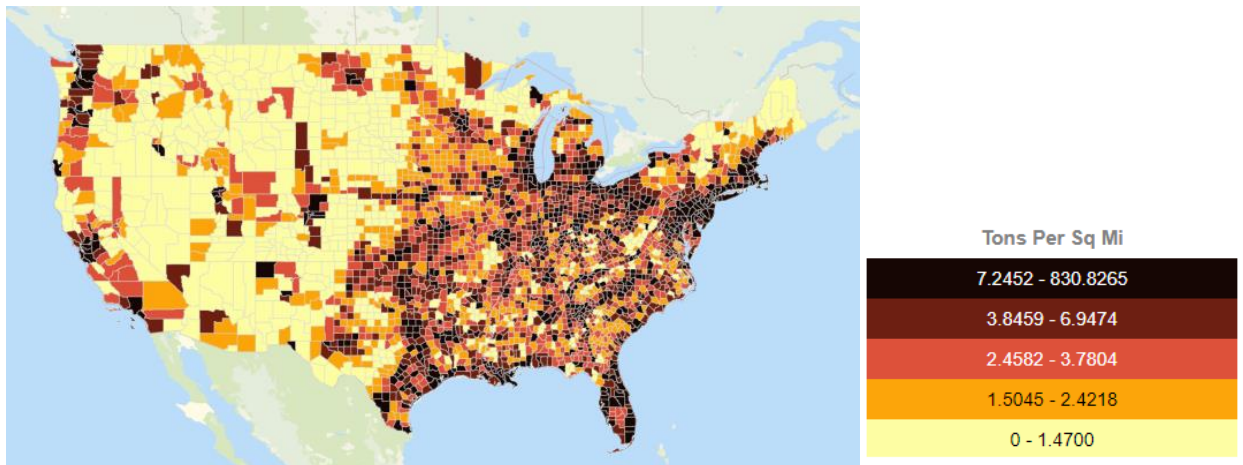 Tons Per Sq Mi
7.2452 - 830.8265
3.8459 - 6.9474
2.4582 - 3.7804
1.5045 - 2.4218
0 - 1.4700